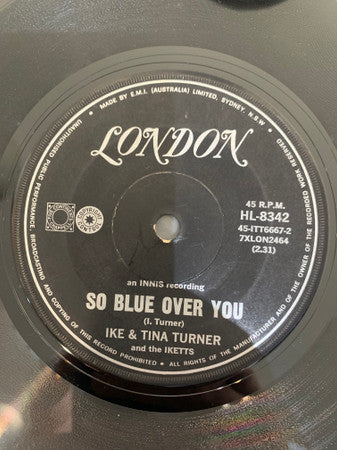 MADE BY E.M.I. (AUSTRALIA) LIMITED, SYDNEY, N.S.W.
LONDON
45 R.P.M.
HL-8342
45-ITT6667-2
7XLON2464
(2.31)
an INNIS recording
SO BLUE OVER YOU
(I. Turner)
IKE & TINA TURNER
and the IKETTS
UNAUTHORISED PUBLIC PERFORMANCE, BROADCASTING AND COPYING OF THIS RECORD PROHIBITED • ALL RIGHTS OF THE MANUFACTURER AND OF THE OWNER OF THE RECORDED WORK RESERVED